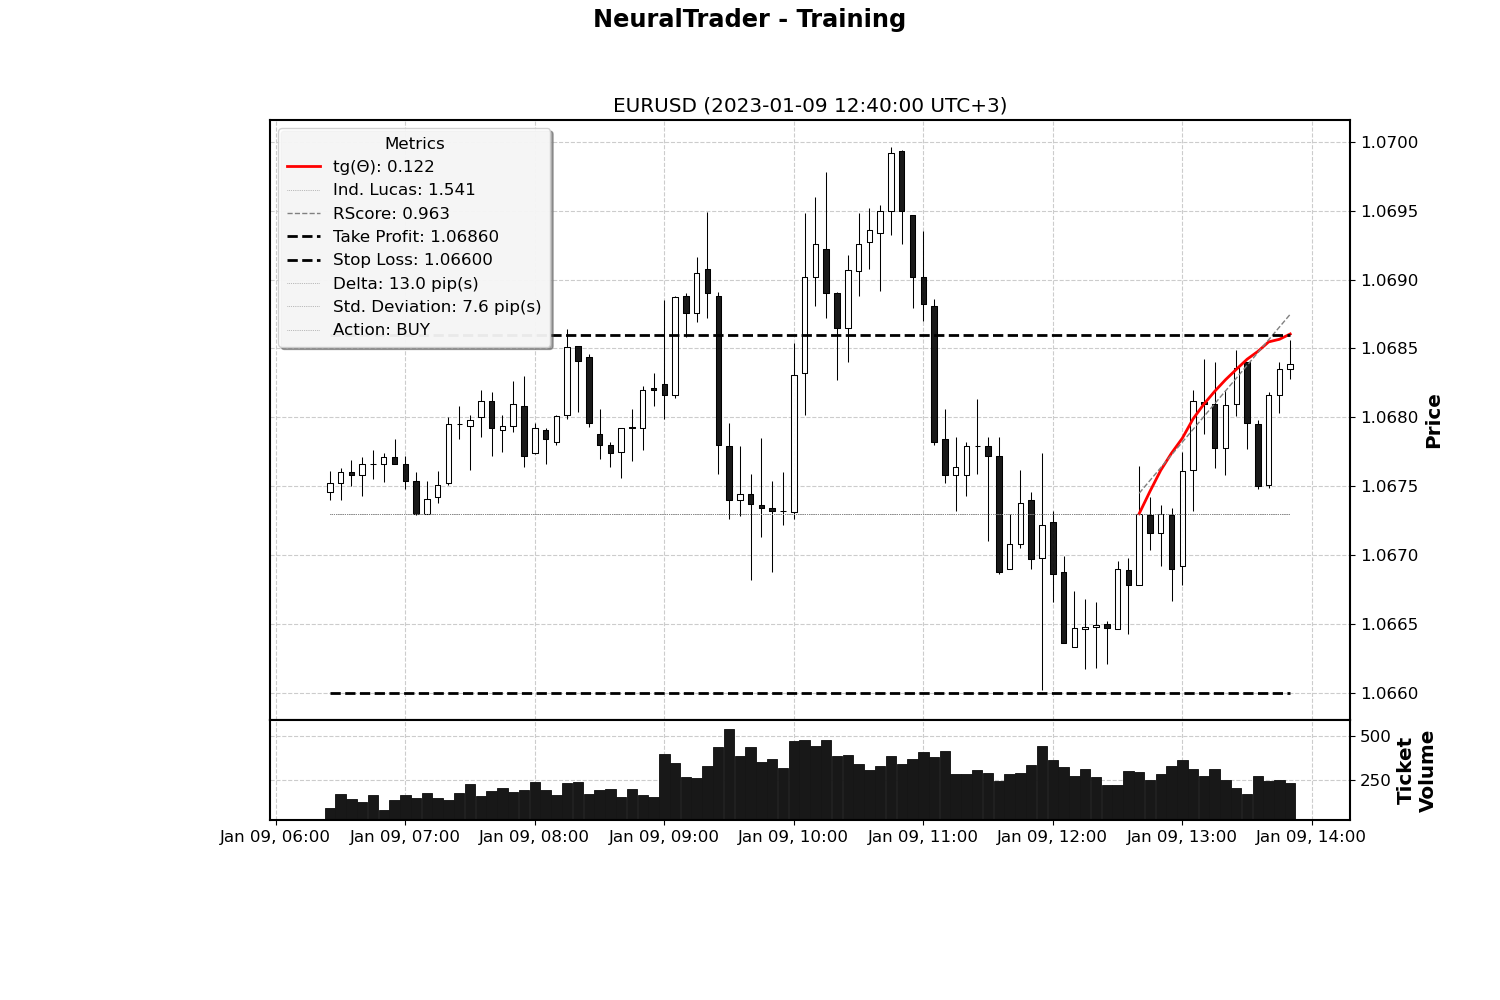 NeuralTrader - Training
EURUSD (2023-01-09 12:40:00 UTC+3)
Metrics
tg(Θ): 0.122
Ind. Lucas: 1.541
RScore: 0.963
Take Profit: 1.06860
Stop Loss: 1.06600
Delta: 13.0 pip(s)
Std. Deviation: 7.6 pip(s)
Action: BUY
1.0700
1.0695
1.0690
1.0685
1.0680
1.0675
1.0670
1.0665
1.0660
Price
500
250
Ticket
Volume
Jan 09, 06:00
Jan 09, 07:00
Jan 09, 08:00
Jan 09, 09:00
Jan 09, 10:00
Jan 09, 11:00
Jan 09, 12:00
Jan 09, 13:00
Jan 09, 14:00